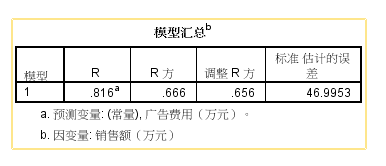 模型汇总b
模型 R R 方 调整 R 方 标准 估计的误差
1 .816a .666 .656 46.9953
a. 预测变量: (常量), 广告费用（万元）。
b. 因变量: 销售额（万元）